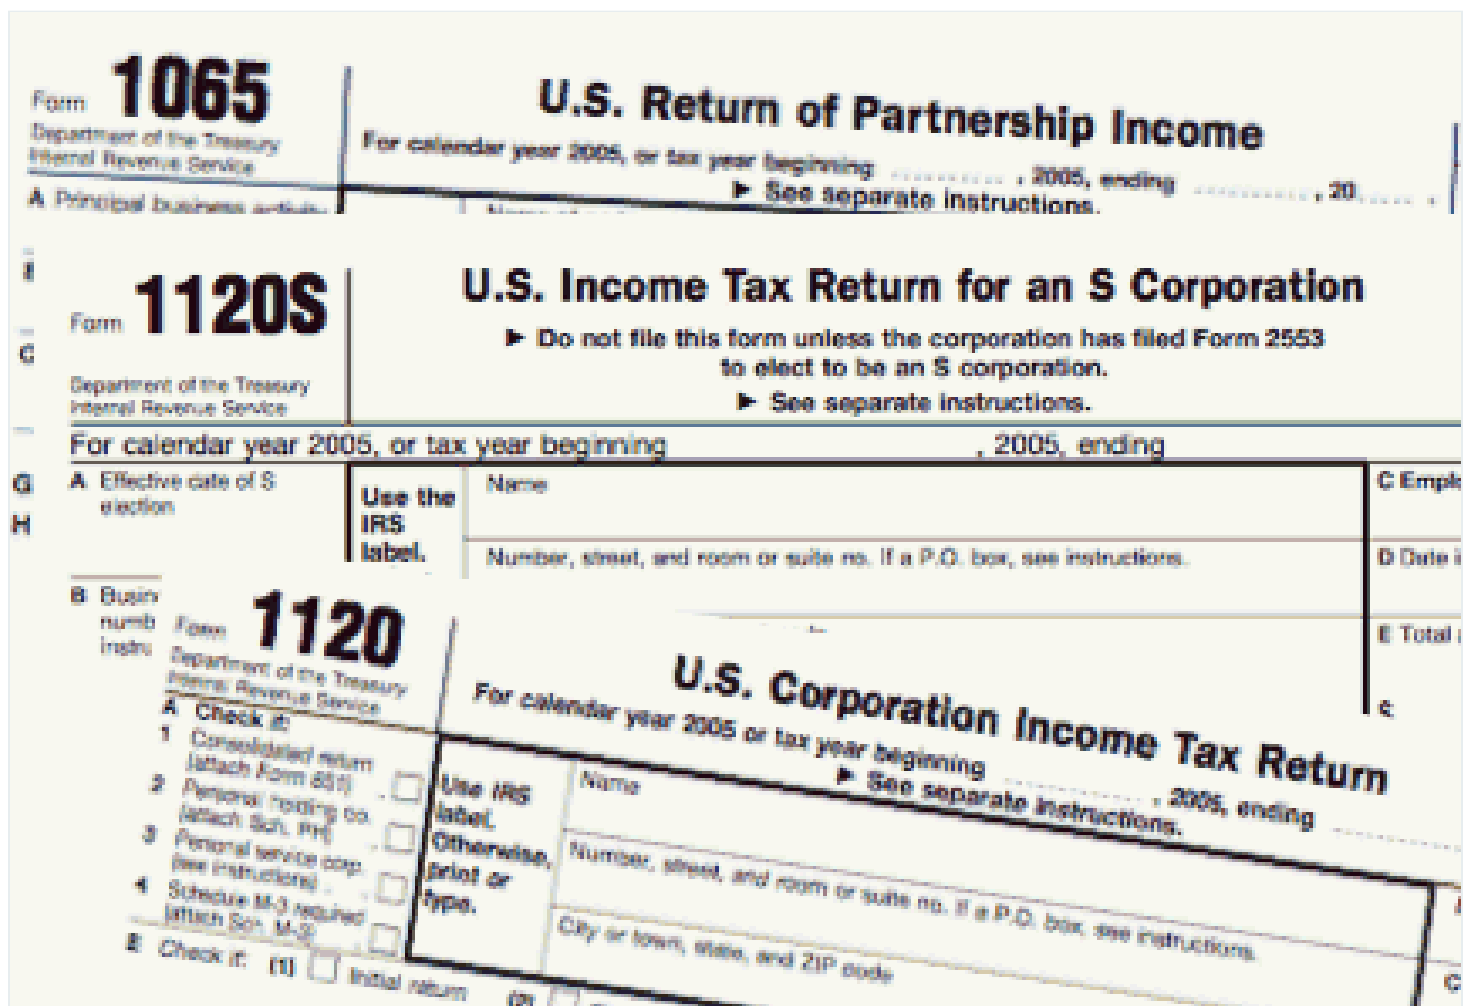 Form 1065
Department of the Treasury
Internal Revenue Service
U.S. Return of Partnership Income
For calendar year 2005, or tax year beginning .......... , 2005, ending .......... , 20..... .
► See separate instructions.
A Principal business activity
G
H
Form 1120S
Department of the Treasury
Internal Revenue Service
U.S. Income Tax Return for an S Corporation
► Do not file this form unless the corporation has filed Form 2553
to elect to be an S corporation.
► See separate instructions.
For calendar year 2005, or tax year beginning , 2005, ending
A Effective date of S
election
Use the
IRS
label.
Name
Number, street, and room or suite no. If a P.O. box, see instructions.
C Empl
D Date i
E Total
B Busin
numb
instru
Form 1120
Department of the Treasury
Internal Revenue Service
U.S. Corporation Income Tax Return
For calendar year 2005 or tax year beginning .......... , 2005, ending ..........
► See separate instructions.
A Check if:
1 Consolidated return
(attach Form 851)
2 Personal holding co.
(attach Sch. PH)
3 Personal service corp.
(see instructions)
4 Schedule M-3 required
(attach Sch. M-3)
Use IRS
label.
Otherwise,
print or
type.
Name
Number, street, and room or suite no. If a P.O. box, see instructions.
City or town, state, and ZIP code
E Check if: (1) Initial return (2)